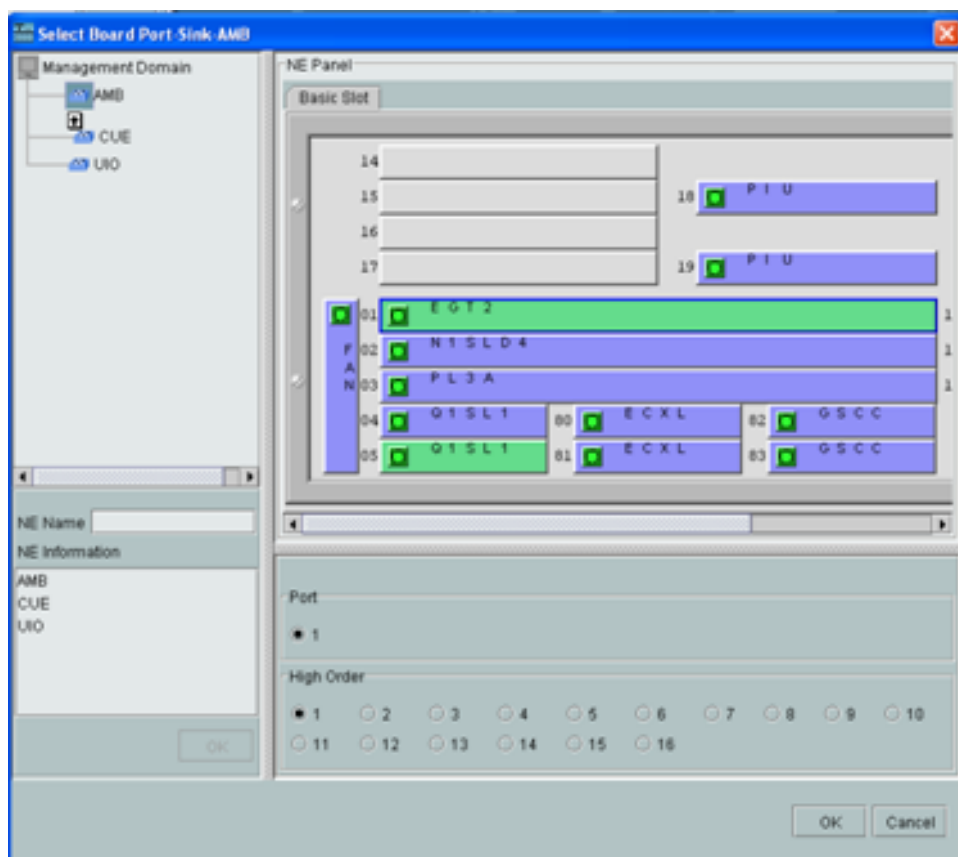 Select Board Port-Sink-AMB
Management Domain
AMB
CUE
UIO
NE Name
NE Information
AMB
CUE
UIO
OK
NE Panel
Basic Slot
14
15
16
17
18 PIU
19 PIU
FAN
01 EGT2 1
02 N1SLD4 1
03 PL3A 1
04 Q1SL1 80 ECXL 82 GSCC
05 Q1SL1 81 ECXL 83 GSCC
Port
1
High Order
1 2 3 4 5 6 7 8 9 10
11 12 13 14 15 16
OK Cancel